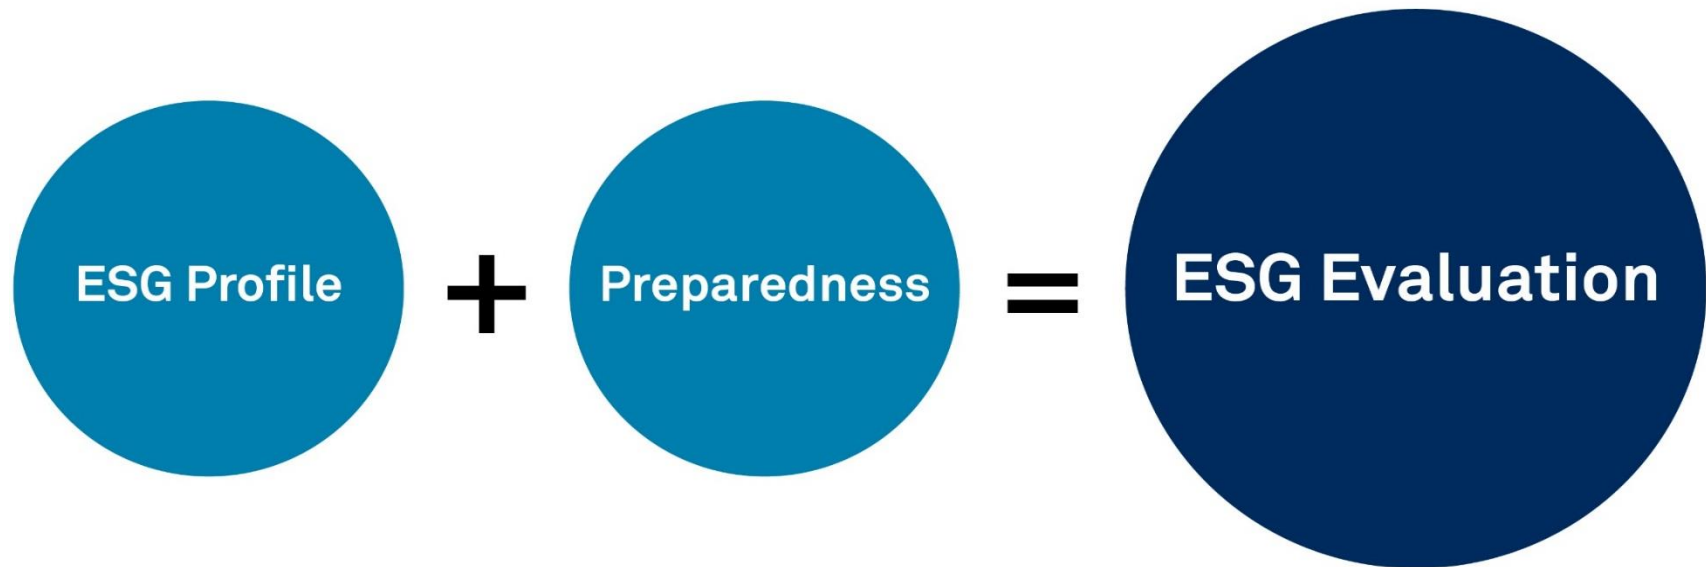 ESG Profile
+
Preparedness
=
ESG Evaluation